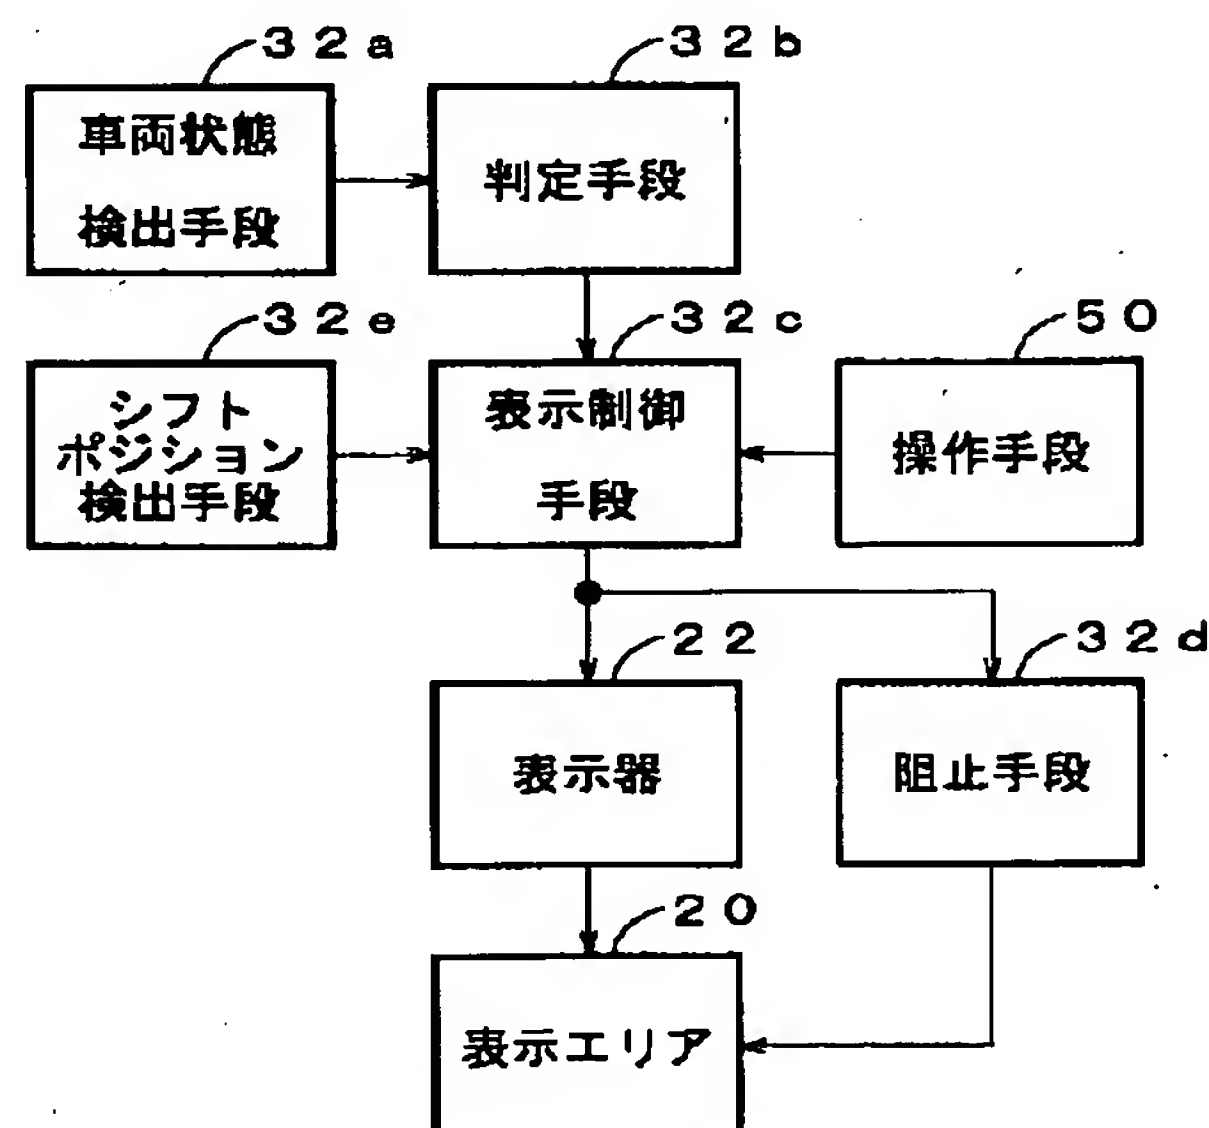 32a
車両状態
検出手段
32b
判定手段
32e
シフト
ポジション
検出手段
32c
表示制御
手段
50
操作手段
22
表示器
32d
阻止手段
20
表示エリア